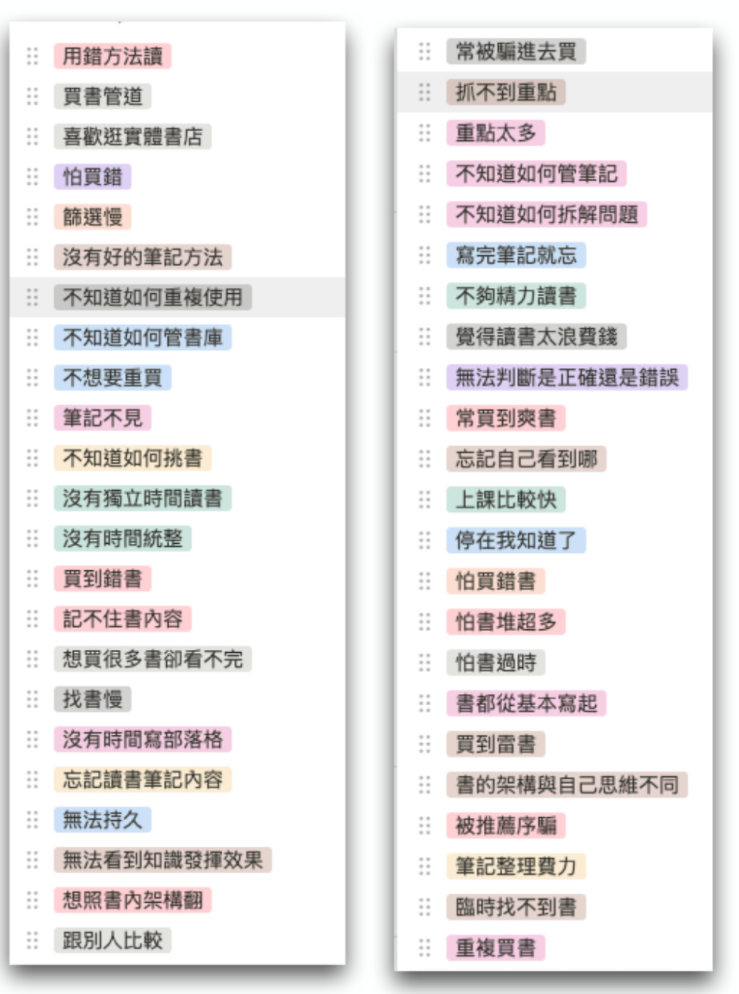 用錯方法讀
買書管道
喜歡逛實體書店
怕買錯
篩選慢
沒有好的筆記方法
不知道如何重複使用
不知道如何管書庫
不想要重買
筆記不見
不知道如何挑書
沒有獨立時間讀書
沒有時間統整
買到錯書
記不住書內容
想買很多書卻看不完
找書慢
沒有時間寫部落格
忘記讀書筆記內容
無法持久
無法看到知識發揮效果
想照書內架構翻
跟別人比較
常被騙進去買
抓不到重點
重點太多
不知道如何管筆記
不知道如何拆解問題
寫完筆記就忘
不夠精力讀書
覺得讀書太浪費錢
無法判斷是正確還是錯誤
常買到爽書
忘記自己看到哪
上課比較快
停在我知道了
怕買錯書
怕書堆超多
怕書過時
書都從基本寫起
買到雷書
書的架構與自己思維不同
被推薦序騙
筆記整理費力
臨時找不到書
重複買書